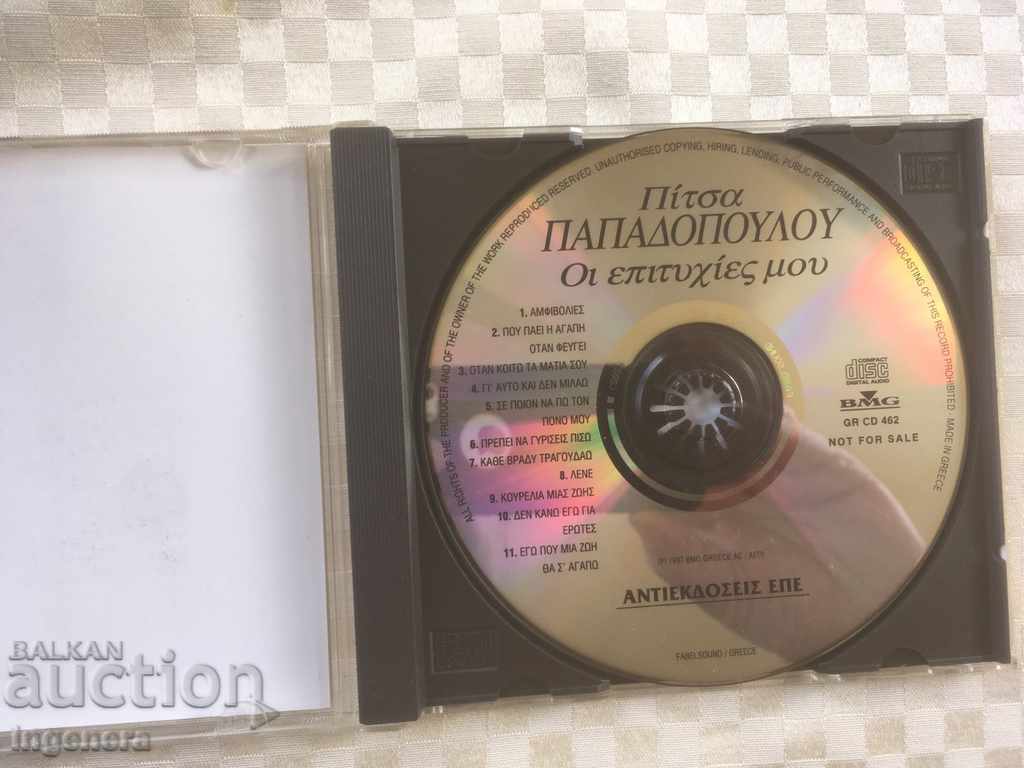 ALL RIGHTS OF THE PRODUCER AND OF THE OWNER OF THE WORK REPRODUCED RESERVED. UNAUTHORISED COPYING, HIRING, LENDING, PUBLIC PERFORMANCE AND BROADCASTING OF THIS RECORD PROHIBITED - MADE IN GREECE
Πίτσα
ΠΑΠΑΔΟΠΟΥΛΟΥ
Οι επιτυχίες μου
1. ΑΜΦΙΒΟΛΙΕΣ
2. ΠΟΥ ΠΑΕΙ Η ΑΓΑΠΗ
ΟΤΑΝ ΦΕΥΓΕΙ
3. ΟΤΑΝ ΚΟΙΤΩ ΤΑ ΜΑΤΙΑ ΣΟΥ
4. ΓΙ' ΑΥΤΟ ΚΑΙ ΔΕΝ ΜΙΛΑΩ
5. ΣΕ ΠΟΙΟΝ ΝΑ ΠΩ ΤΟΝ
ΠΟΝΟ ΜΟΥ
6. ΠΡΕΠΕΙ ΝΑ ΓΥΡΙΣΕΙΣ ΠΙΣΩ
7. ΚΑΘΕ ΒΡΑΔΥ ΤΡΑΓΟΥΔΑΩ
8. ΛΕΝΕ
9. ΚΟΥΡΕΛΙΑ ΜΙΑΣ ΖΩΗΣ
10. ΔΕΝ ΚΑΝΩ ΕΓΩ ΓΙΑ
ΕΡΩΤΕΣ
11. ΕΓΩ ΠΟΥ ΜΙΑ ΖΩΗ
ΘΑ Σ' ΑΓΑΠΩ
COMPACT
disc
DIGITAL AUDIO
BMG
GR CD 462
NOT FOR SALE
(P) 1997 BMG GREECE AE /
ΑΝΤΙΕΚΔΟΣΕΙΣ ΕΠΕ
FABELSOUND / GREECE
BALKAN
auction
ingenera